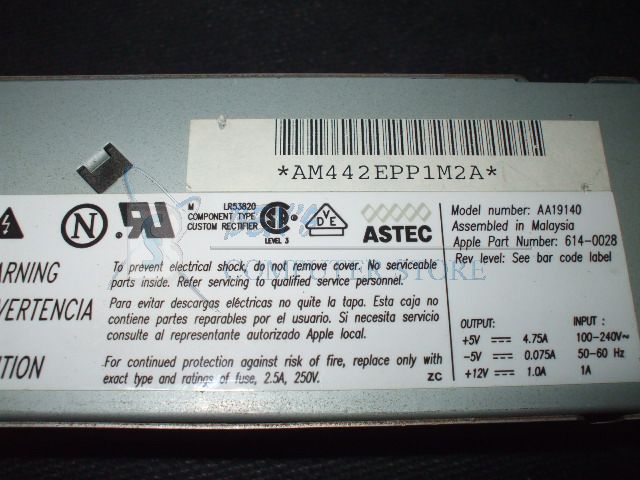 *AM442EPP1M2A*
N
M
LR53820
COMPONENT TYPE
CUSTOM RECTIFIER
LEVEL 3
VDE
ASTEC
Model number: AA19140
Assembled in Malaysia
Apple Part Number: 614-0028
Rev level: See bar code label
COMPUTER STORE
ARNING
VERTENCIA
TION
To prevent electrical shock, do not remove cover. No serviceable
parts inside. Refer servicing to qualified service personnel.
Para evitar descargas eléctricas no quite la tapa. Esta caja no
contiene partes reparables por el usuario. Si necesita servicio
consulte al representante autorizado Apple local.
For continued protection against risk of fire, replace only with
exact type and ratings of fuse, 2.5A, 250V.
ZC
OUTPUT:
+5V 4.75A
-5V 0.075A
+12V 1.0A
INPUT :
100-240V~
50-60 Hz
1A